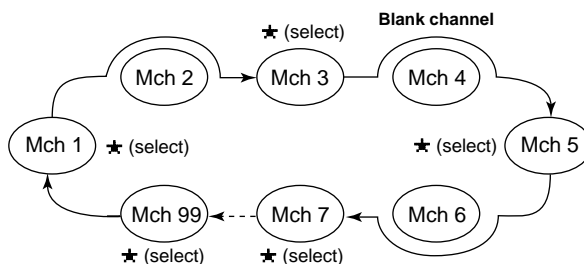 Blank channel
★ (select)
Mch 2
Mch 3
Mch 4
Mch 1
★ (select)
★ (select)
Mch 5
Mch 99
Mch 7
Mch 6
★ (select)
★ (select)